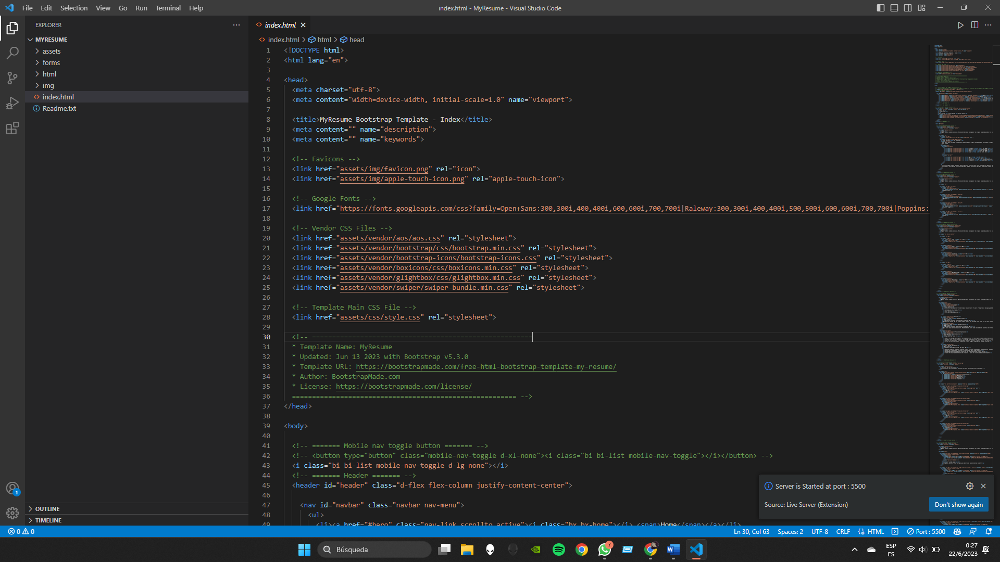 File Edit Selection View Go Run Terminal Help
index.html - MyResume - Visual Studio Code
EXPLORER
MYRESUME
assets
forms
html
img
index.html
Readme.txt
OUTLINE
TIMELINE
index.html
index.html > html > head
1 <!DOCTYPE html>
2 <html lang="en">
3
4 <head>
5 <meta charset="utf-8">
6 <meta content="width=device-width, initial-scale=1.0" name="viewport">
7
8 <title>MyResume Bootstrap Template - Index</title>
9 <meta content="" name="description">
10 <meta content="" name="keywords">
11
12 <!-- Favicons -->
13 <link href="assets/img/favicon.png" rel="icon">
14 <link href="assets/img/apple-touch-icon.png" rel="apple-touch-icon">
15
16 <!-- Google Fonts -->
17 <link href="https://fonts.googleapis.com/css?family=Open+Sans:300,300i,400,400i,600,600i,700,700i|Raleway:300,300i,400,400i,500,500i,600,600i,700,700i|Poppins:
18
19 <!-- Vendor CSS Files -->
20 <link href="assets/vendor/aos/aos.css" rel="stylesheet">
21 <link href="assets/vendor/bootstrap/css/bootstrap.min.css" rel="stylesheet">
22 <link href="assets/vendor/bootstrap-icons/bootstrap-icons.css" rel="stylesheet">
23 <link href="assets/vendor/boxicons/css/boxicons.min.css" rel="stylesheet">
24 <link href="assets/vendor/glightbox/css/glightbox.min.css" rel="stylesheet">
25 <link href="assets/vendor/swiper/swiper-bundle.min.css" rel="stylesheet">
26
27 <!-- Template Main CSS File -->
28 <link href="assets/css/style.css" rel="stylesheet">
29
30 <!-- =======================================================
31 * Template Name: MyResume
32 * Updated: Jun 13 2023 with Bootstrap v5.3.0
33 * Template URL: https://bootstrapmade.com/free-html-bootstrap-template-my-resume/
34 * Author: BootstrapMade.com
35 * License: https://bootstrapmade.com/license/
36 ======================================================== -->
37 </head>
38
39 <body>
40
41 <!-- ======= Mobile nav toggle button ======= -->
42 <!-- <button type="button" class="mobile-nav-toggle d-xl-none"><i class="bi bi-list mobile-nav-toggle"></i></button> -->
43 <i class="bi bi-list mobile-nav-toggle d-lg-none"></i>
44 <!-- ======= Header ======= -->
45 <header id="header" class="d-flex flex-column justify-content-center">
46
47 <nav id="navbar" class="navbar nav-menu">
48 <ul>
49 <li><a href="#hero" class="nav-link scrollto active"><i class="bx bx-home"></i> <span>Home</span></a></li>
Server is Started at port : 5500
Source: Live Server (Extension)
Don't show again
0 0
Ln 30, Col 63 Spaces: 2 UTF-8 CRLF HTML Port : 5500
Búsqueda
7
ESP
ES
0:27
22/6/2023
1